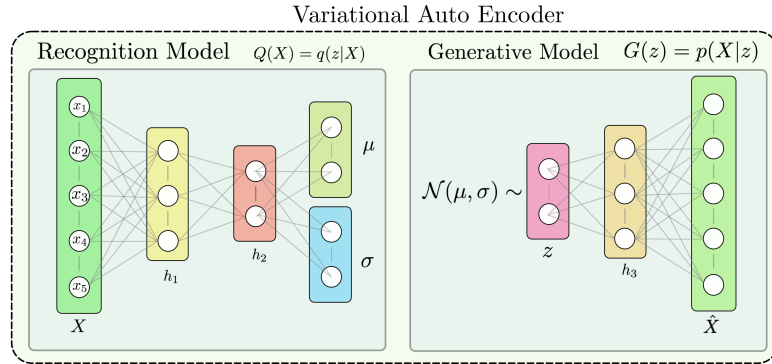 Variational Auto Encoder
Recognition Model Q(X) = q(z|X)
Generative Model G(z) = p(X|z)
x₁
x₂
x₃
x₄
x₅
X
h₁
h₂
μ
σ
𝒩(μ, σ) ∼
z
h₃
X̂